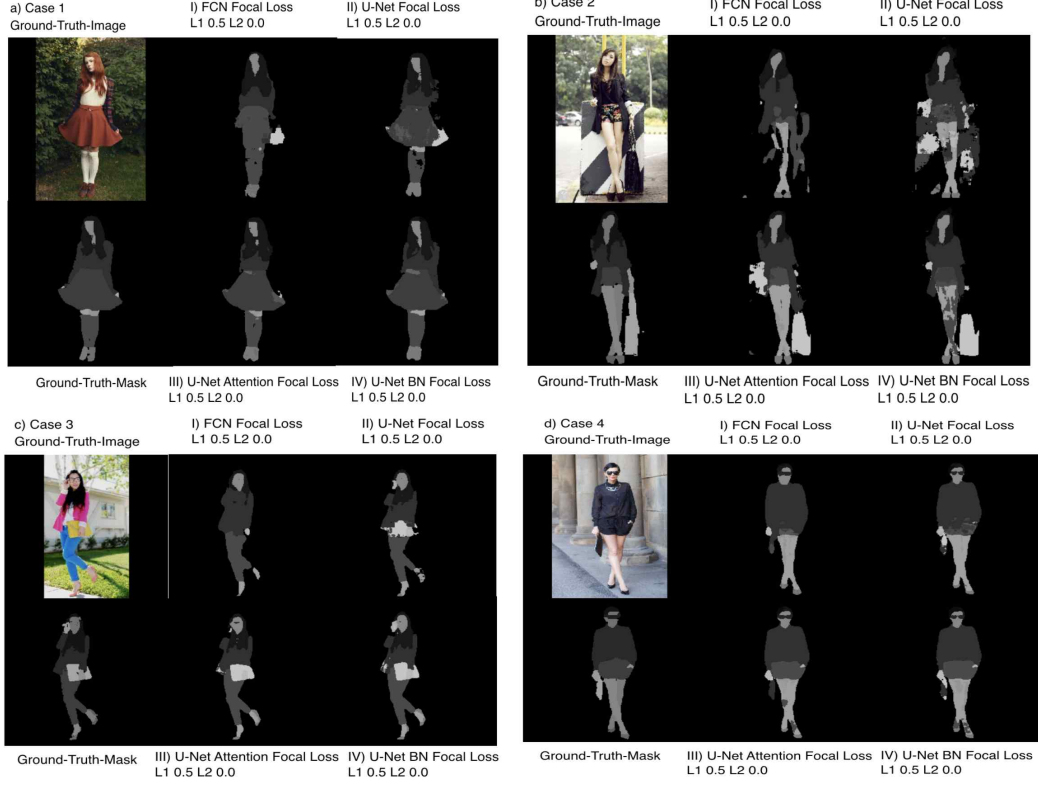 a) Case 1
Ground-Truth-Image
I) FCN Focal Loss
L1 0.5 L2 0.0
II) U-Net Focal Loss
L1 0.5 L2 0.0
Ground-Truth-Mask
III) U-Net Attention Focal Loss
L1 0.5 L2 0.0
IV) U-Net BN Focal Loss
L1 0.5 L2 0.0
b) Case 2
Ground-Truth-Image
I) FCN Focal Loss
L1 0.5 L2 0.0
II) U-Net Focal Loss
L1 0.5 L2 0.0
Ground-Truth-Mask
III) U-Net Attention Focal Loss
L1 0.5 L2 0.0
IV) U-Net BN Focal Loss
L1 0.5 L2 0.0
c) Case 3
Ground-Truth-Image
I) FCN Focal Loss
L1 0.5 L2 0.0
II) U-Net Focal Loss
L1 0.5 L2 0.0
Ground-Truth-Mask
III) U-Net Attention Focal Loss
L1 0.5 L2 0.0
IV) U-Net BN Focal Loss
L1 0.5 L2 0.0
d) Case 4
Ground-Truth-Image
I) FCN Focal Loss
L1 0.5 L2 0.0
II) U-Net Focal Loss
L1 0.5 L2 0.0
Ground-Truth-Mask
III) U-Net Attention Focal Loss
L1 0.5 L2 0.0
IV) U-Net BN Focal Loss
L1 0.5 L2 0.0